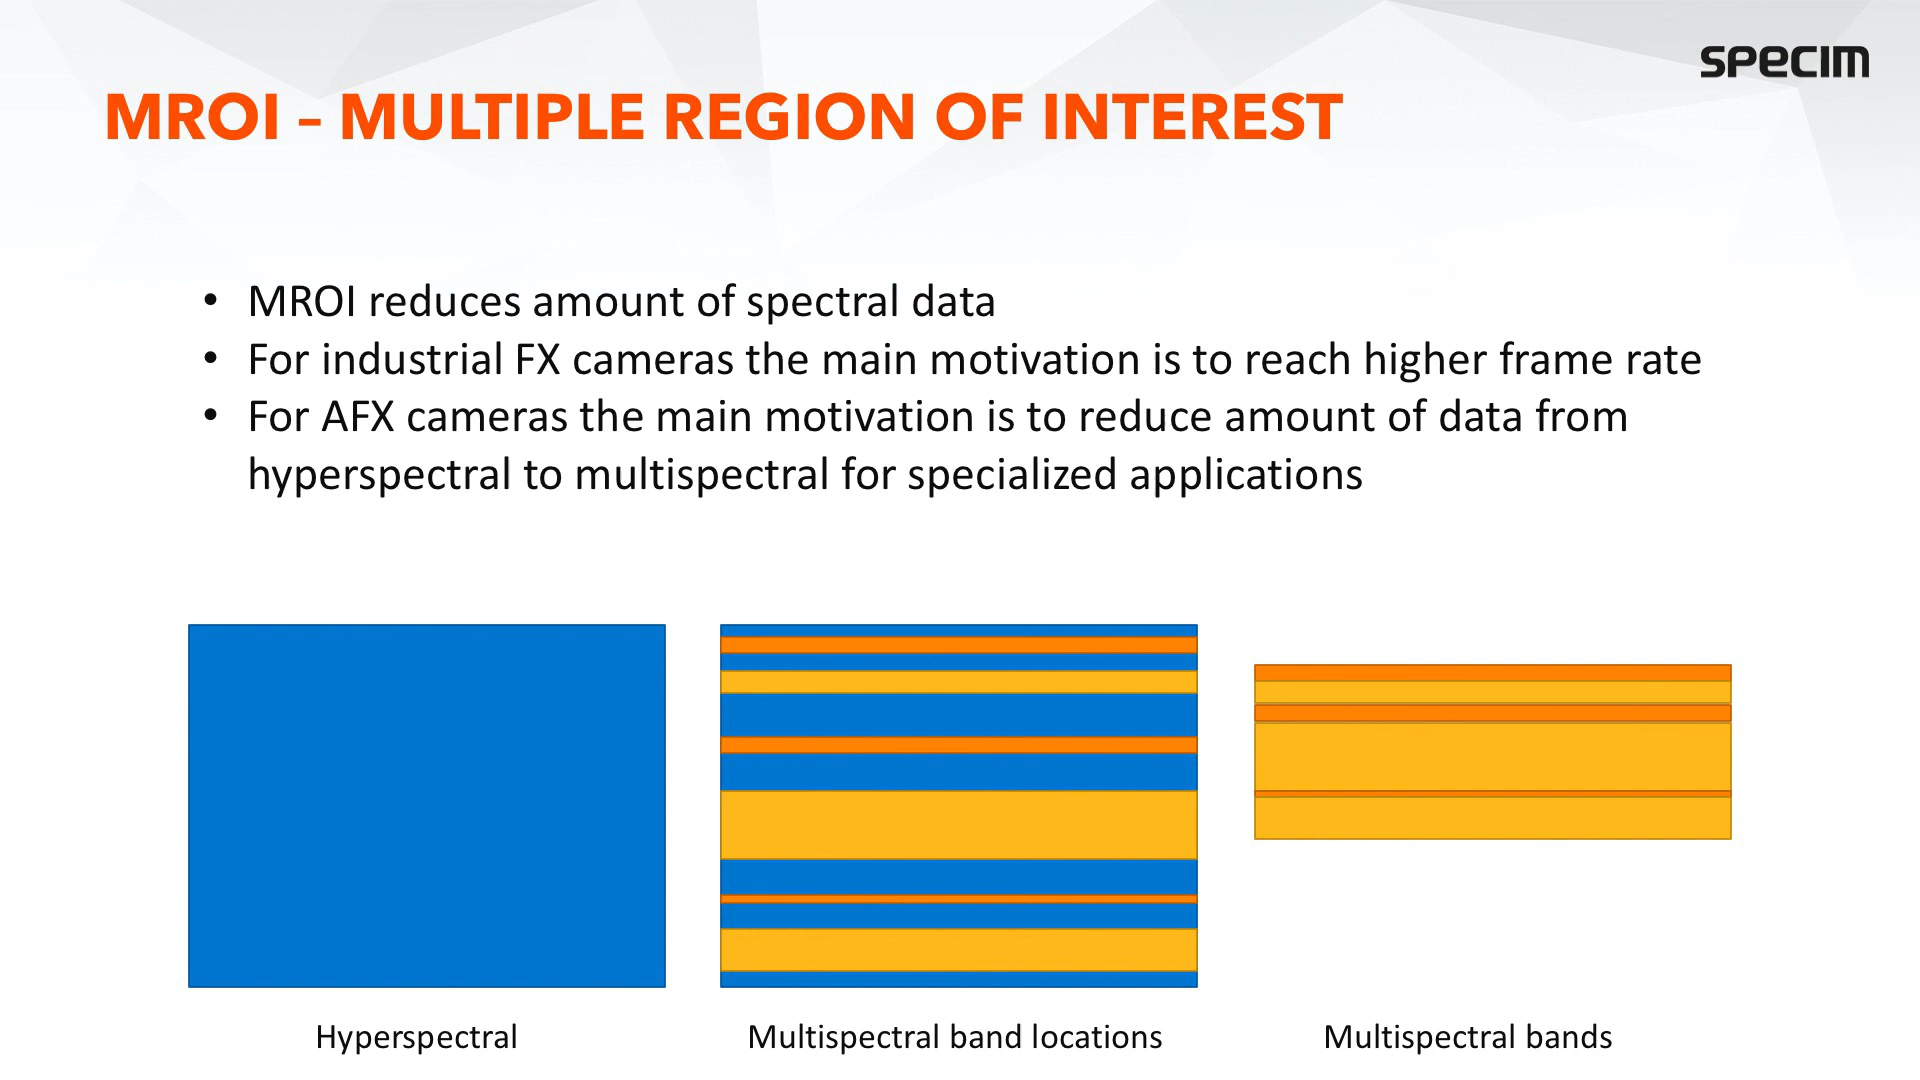 SPECIM
MROI – MULTIPLE REGION OF INTEREST
• MROI reduces amount of spectral data
• For industrial FX cameras the main motivation is to reach higher frame rate
• For AFX cameras the main motivation is to reduce amount of data from
hyperspectral to multispectral for specialized applications
Hyperspectral
Multispectral band locations
Multispectral bands